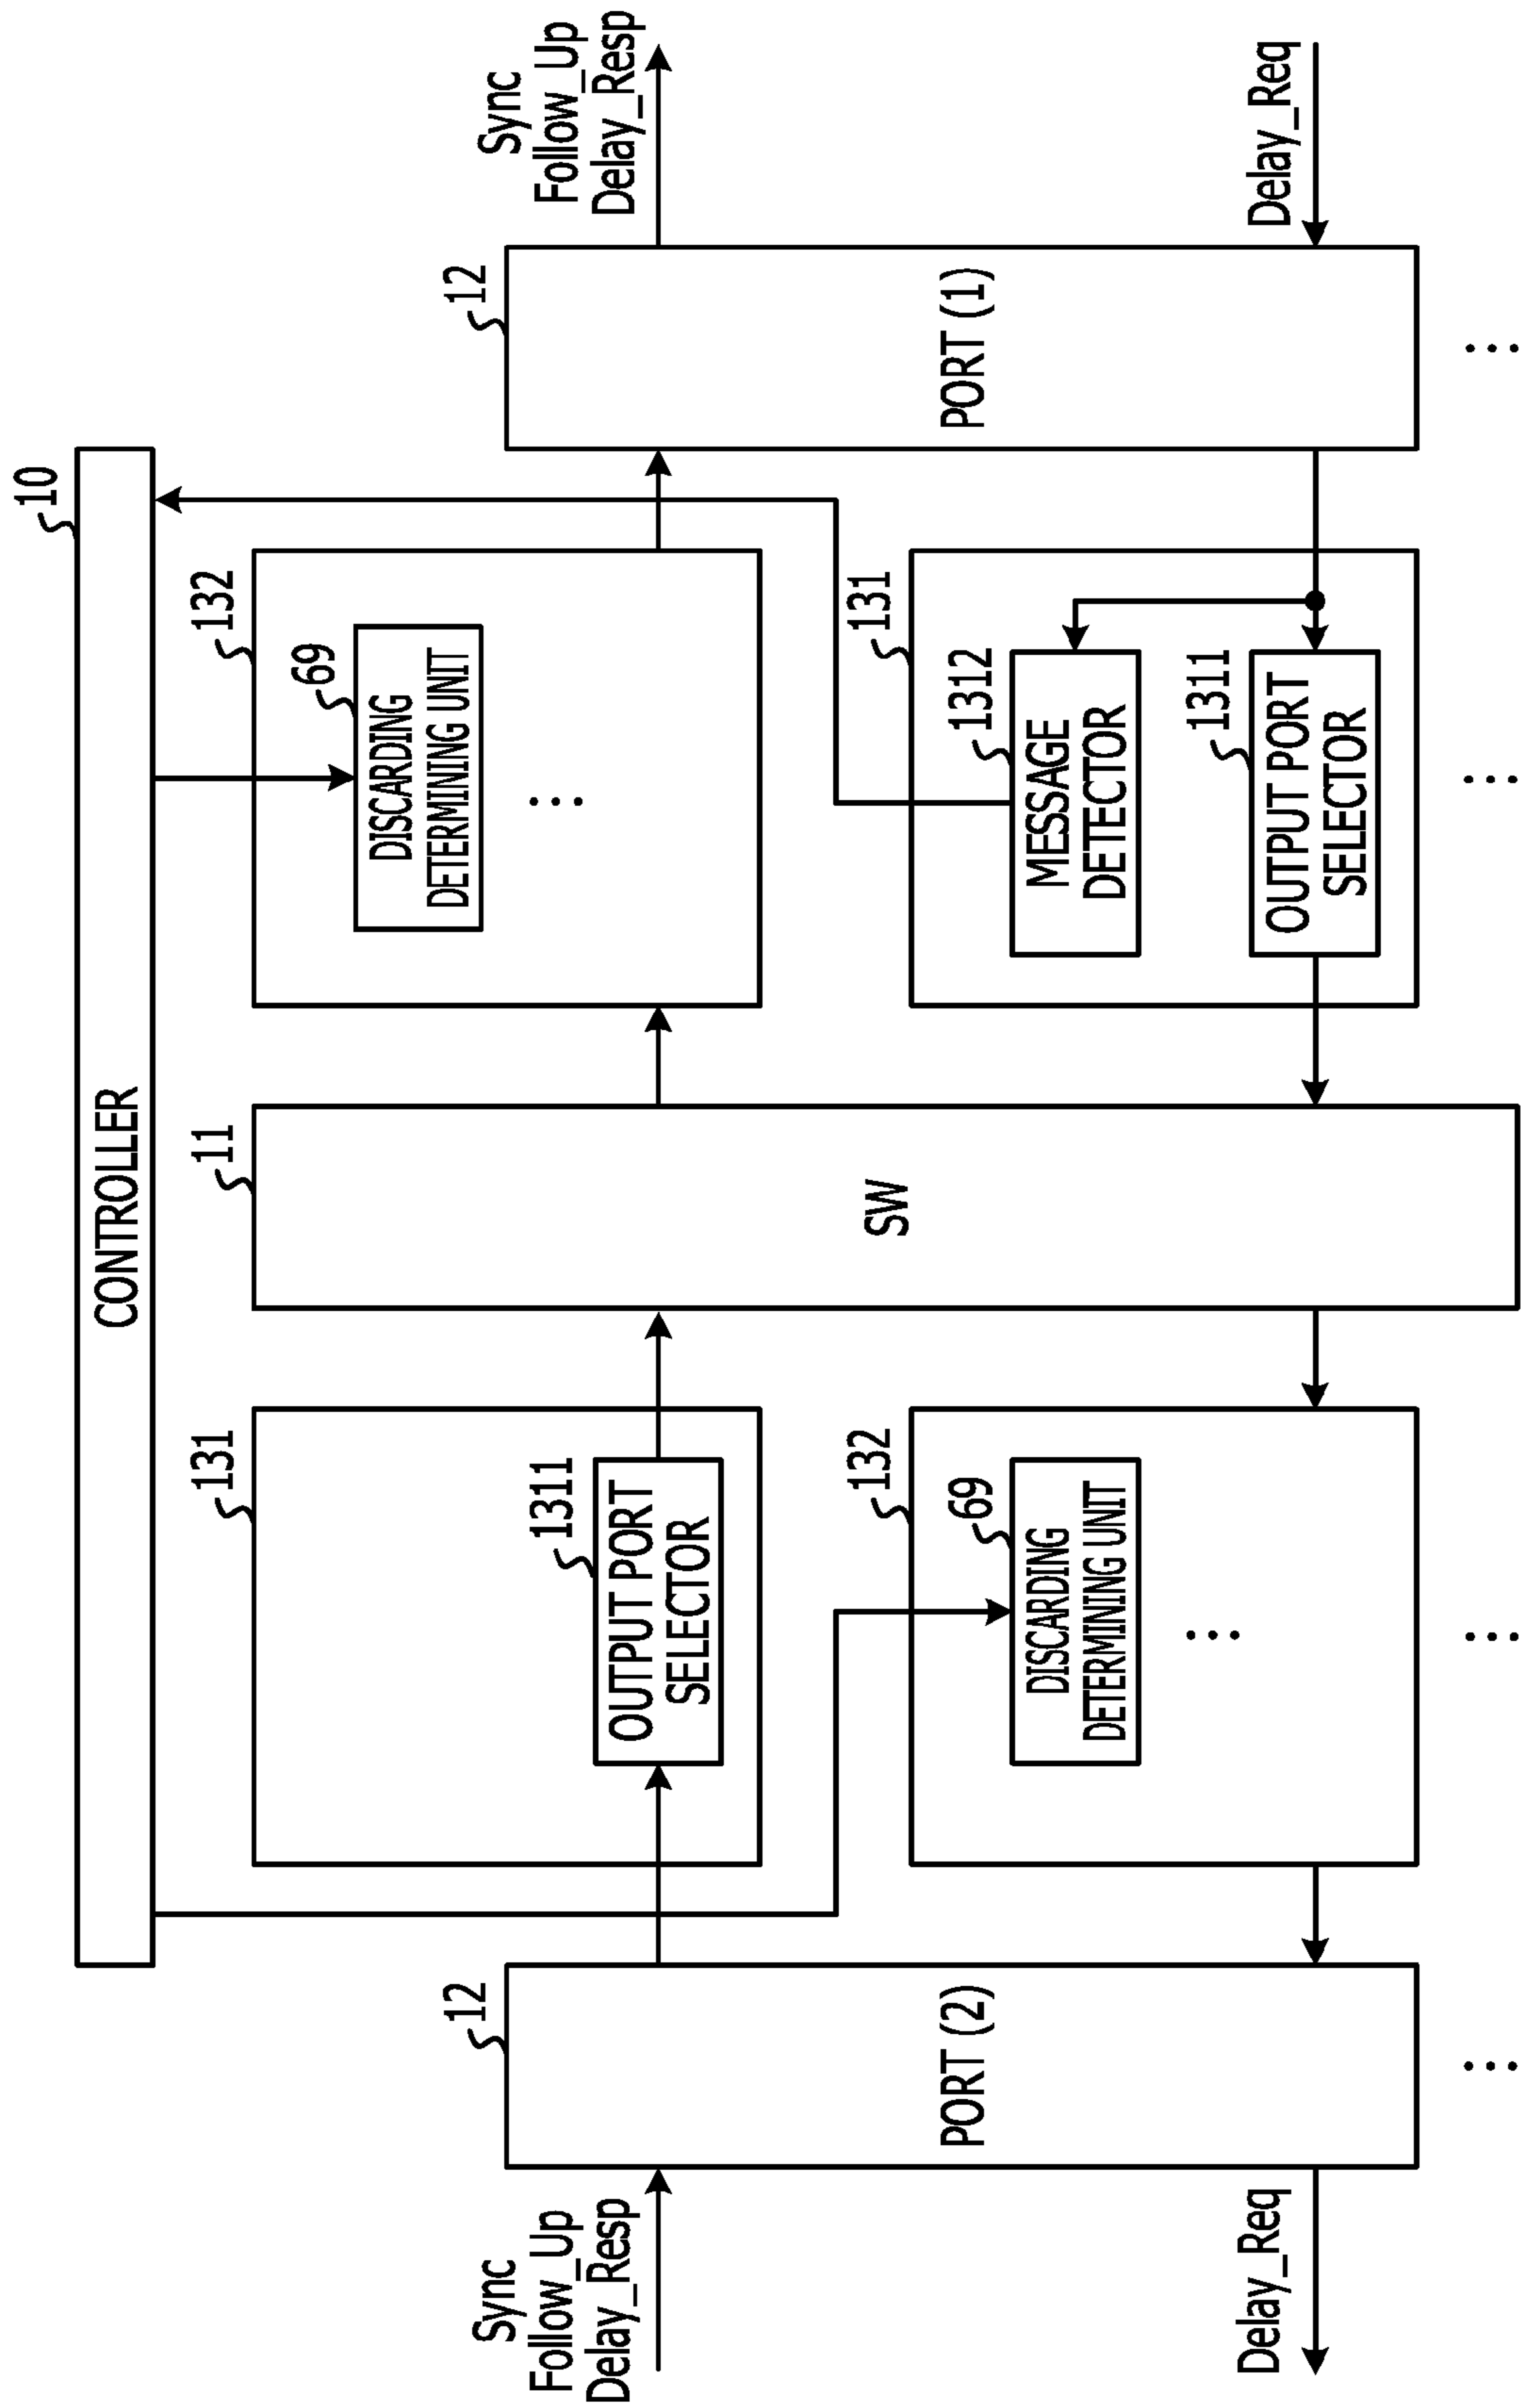 10
CONTROLLER
12
Sync
Follow_Up
Delay_Resp
PORT (2)
Delay_Req
131
1311
OUTPUT PORT
SELECTOR
132
69
DISCARDING
DETERMINING UNIT
11
SW
132
69
DISCARDING
DETERMINING UNIT
131
1312
MESSAGE
DETECTOR
1311
OUTPUT PORT
SELECTOR
12
PORT (1)
Sync
Follow_Up
Delay_Resp
Delay_Req